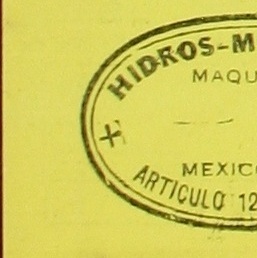 HIDROS-M
MAQU
MEXICO
ARTICULO 12